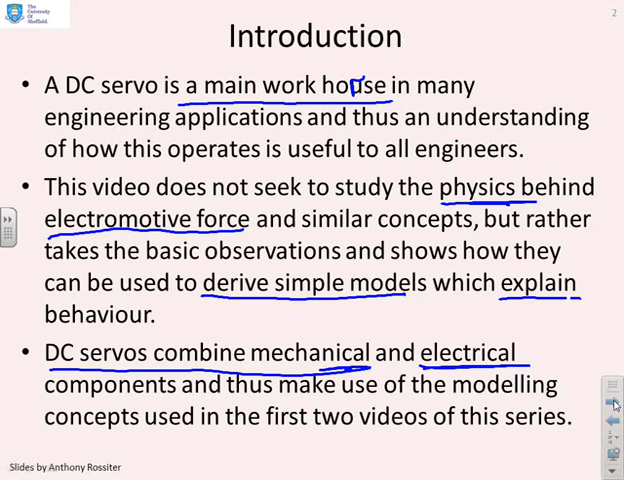 The
University
Of
Sheffield.
2
Introduction
• A DC servo is a main work house in many
engineering applications and thus an understanding
of how this operates is useful to all engineers.
• This video does not seek to study the physics behind
electromotive force and similar concepts, but rather
takes the basic observations and shows how they
can be used to derive simple models which explain
behaviour.
• DC servos combine mechanical and electrical
components and thus make use of the modelling
concepts used in the first two videos of this series.
Slides by Anthony Rossiter